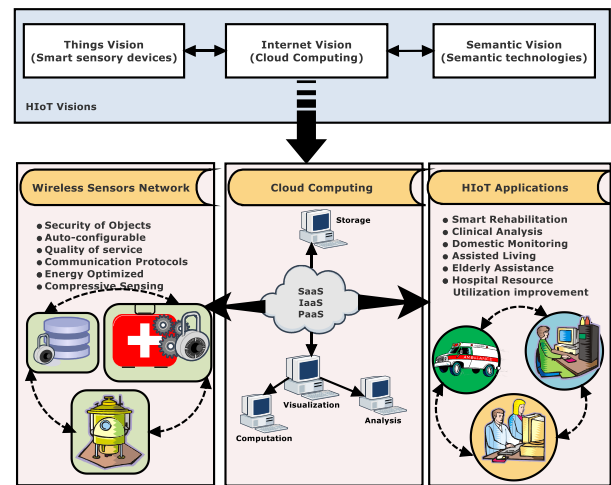 Things Vision
(Smart sensory devices)
Internet Vision
(Cloud Computing)
Semantic Vision
(Semantic technologies)
HIoT Visions
Wireless Sensors Network
● Security of Objects
● Auto-configurable
● Quality of service
● Communication Protocols
● Energy Optimized
● Compressive Sensing
Cloud Computing
Storage
SaaS
IaaS
PaaS
Visualization
Computation
Analysis
HIoT Applications
● Smart Rehabilitation
● Clinical Analysis
● Domestic Monitoring
● Assisted Living
● Elderly Assistance
● Hospital Resource
Utilization improvement